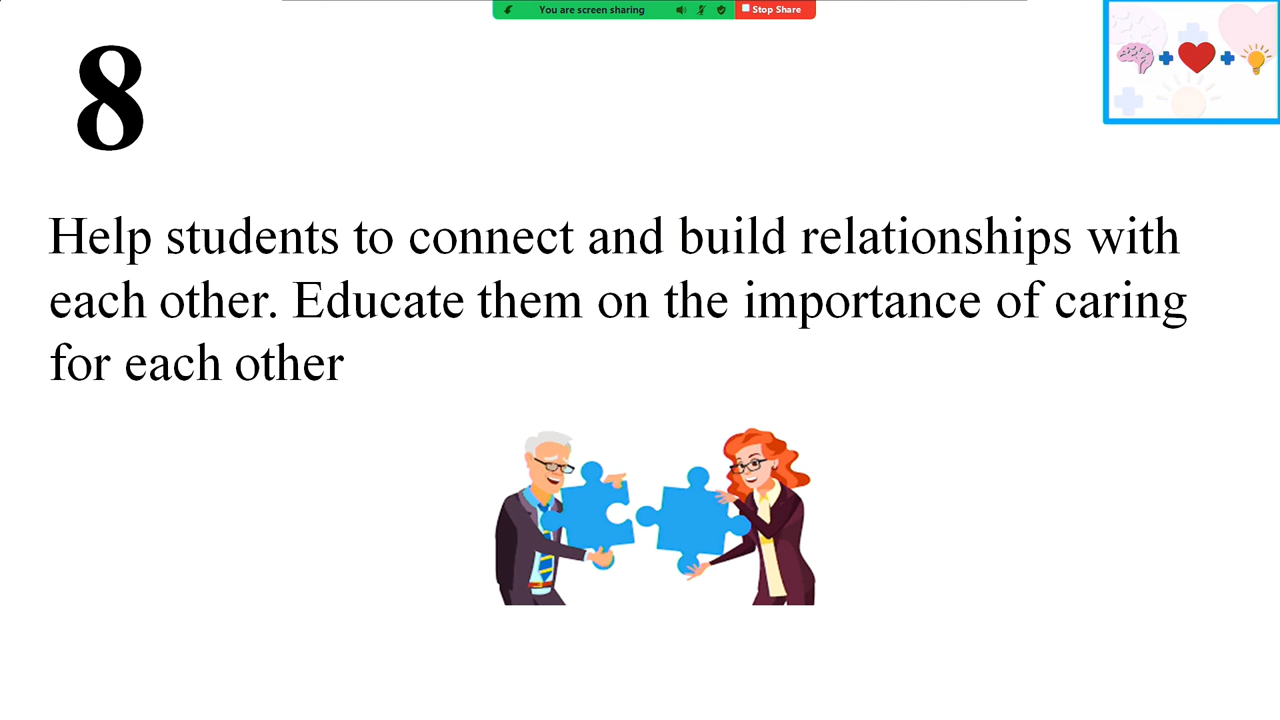 You are screen sharing
Stop Share
8
Help students to connect and build relationships with
each other. Educate them on the importance of caring
for each other